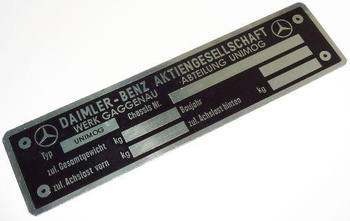 DAIMLER-BENZ AKTIENGESELLSCHAFT
WERK GAGGENAU ABTEILUNG UNIMOG
Typ UNIMOG Chassis Nr. Baujahr
zul. Gesamtgewicht kg zul. Achslast hinten kg
zul. Achslast vorn kg